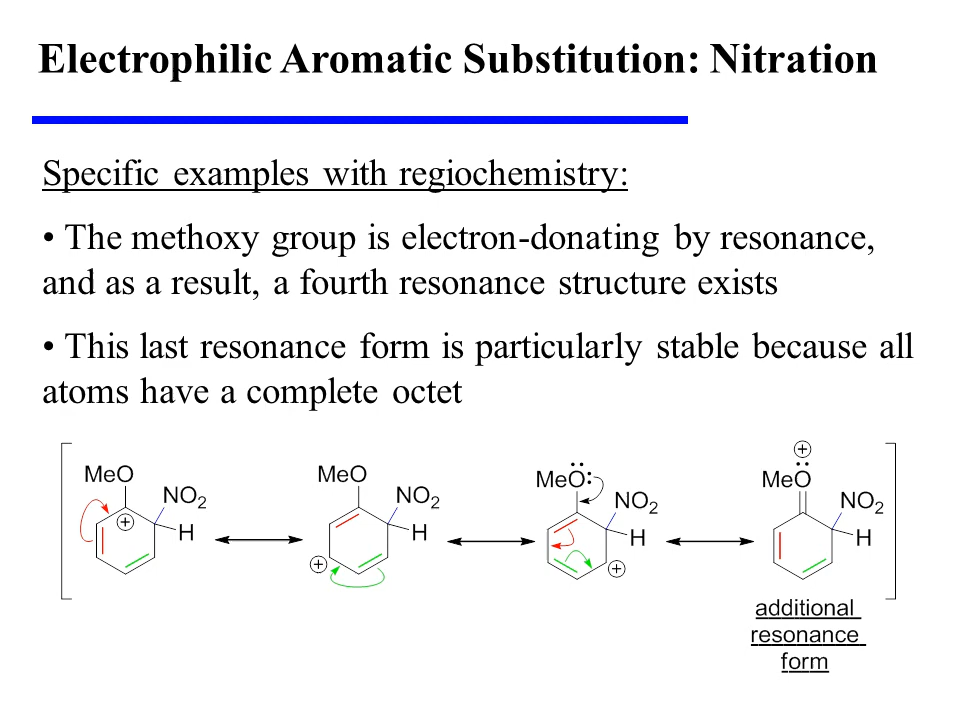 Electrophilic Aromatic Substitution: Nitration
Specific examples with regiochemistry:
• The methoxy group is electron-donating by resonance,
and as a result, a fourth resonance structure exists
• This last resonance form is particularly stable because all
atoms have a complete octet
MeO NO2 H +
MeO NO2 H +
MeO NO2 H +
+ MeO NO2 H
additional
resonance
form